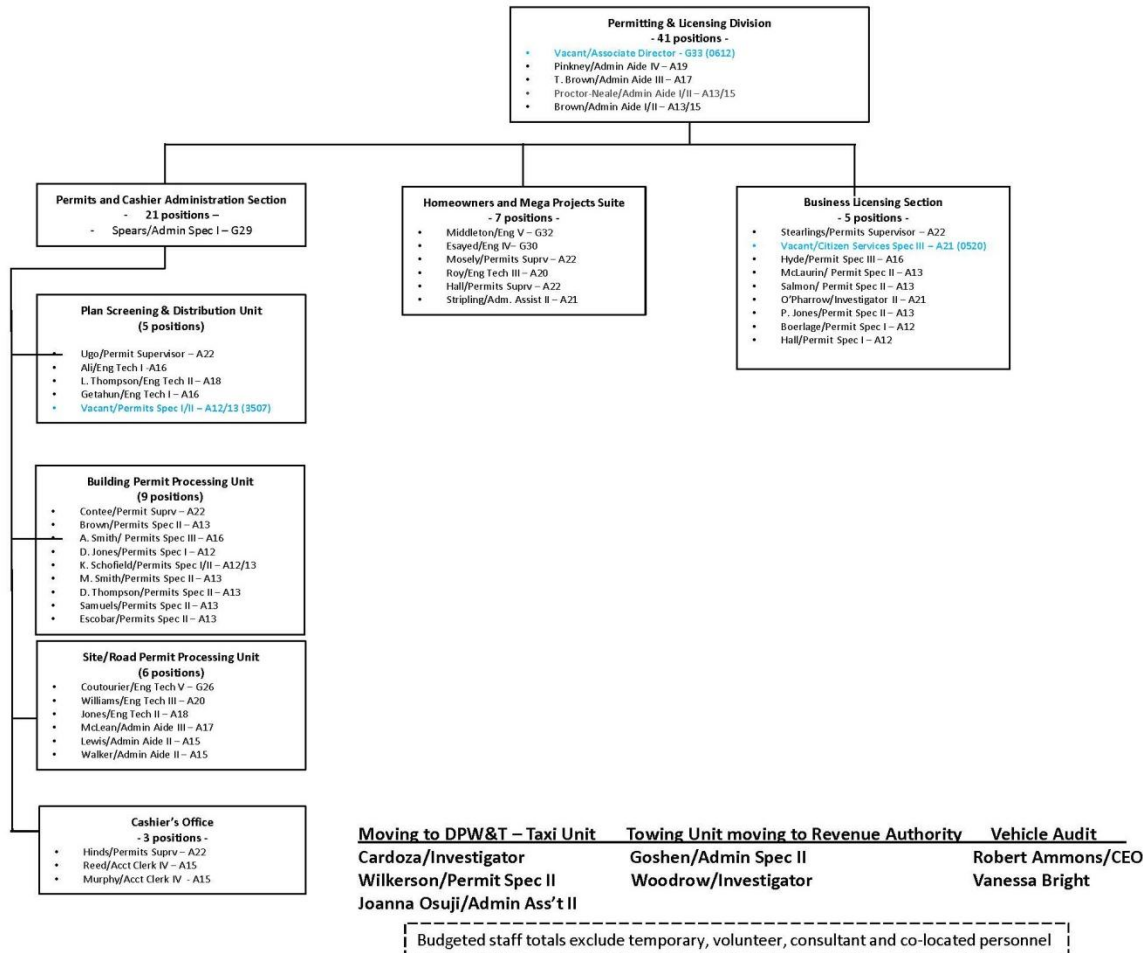 Permitting & Licensing Division
- 41 positions -
• Vacant/Associate Director - G33 (0612)
• Pinkney/Admin Aide IV – A19
• T. Brown/Admin Aide III – A17
• Proctor-Neale/Admin Aide I/II – A13/15
• Brown/Admin Aide I/II – A13/15
Permits and Cashier Administration Section
- 21 positions –
- Spears/Admin Spec I – G29
Homeowners and Mega Projects Suite
- 7 positions -
• Middleton/Eng V – G32
• Esayed/Eng IV– G30
• Mosely/Permits Suprv – A22
• Roy/Eng Tech III – A20
• Hall/Permits Suprv – A22
• Stripling/Adm. Assist II – A21
Business Licensing Section
- 5 positions -
• Stearlings/Permits Supervisor – A22
• Vacant/Citizen Services Spec III – A21 (0520)
• Hyde/Permit Spec III – A16
• McLaurin/ Permit Spec II – A13
• Salmon/ Permit Spec II – A13
• O'Pharrow/Investigator II – A21
• P. Jones/Permit Spec II – A13
• Boerlage/Permit Spec I – A12
• Hall/Permit Spec I – A12
Plan Screening & Distribution Unit
(5 positions)
• Ugo/Permit Supervisor – A22
• Ali/Eng Tech I -A16
• L. Thompson/Eng Tech II – A18
• Getahun/Eng Tech I – A16
• Vacant/Permits Spec I/II – A12/13 (3507)
Building Permit Processing Unit
(9 positions)
• Contee/Permit Suprv – A22
• Brown/Permits Spec II – A13
• A. Smith/ Permits Spec III – A16
• D. Jones/Permits Spec I – A12
• K. Schofield/Permits Spec I/II – A12/13
• M. Smith/Permits Spec II – A13
• D. Thompson/Permits Spec II – A13
• Samuels/Permits Spec II – A13
• Escobar/Permits Spec II – A13
Site/Road Permit Processing Unit
(6 positions)
• Coutourier/Eng Tech V – G26
• Williams/Eng Tech III – A20
• Jones/Eng Tech II – A18
• McLean/Admin Aide III – A17
• Lewis/Admin Aide II – A15
• Walker/Admin Aide II – A15
Cashier's Office
- 3 positions -
• Hinds/Permits Suprv – A22
• Reed/Acct Clerk IV – A15
• Murphy/Acct Clerk IV - A15
Moving to DPW&T – Taxi Unit
Cardoza/Investigator
Wilkerson/Permit Spec II
Joanna Osuji/Admin Ass't II
Towing Unit moving to Revenue Authority
Goshen/Admin Spec II
Woodrow/Investigator
Vehicle Audit
Robert Ammons/CEO
Vanessa Bright
Budgeted staff totals exclude temporary, volunteer, consultant and co-located personnel